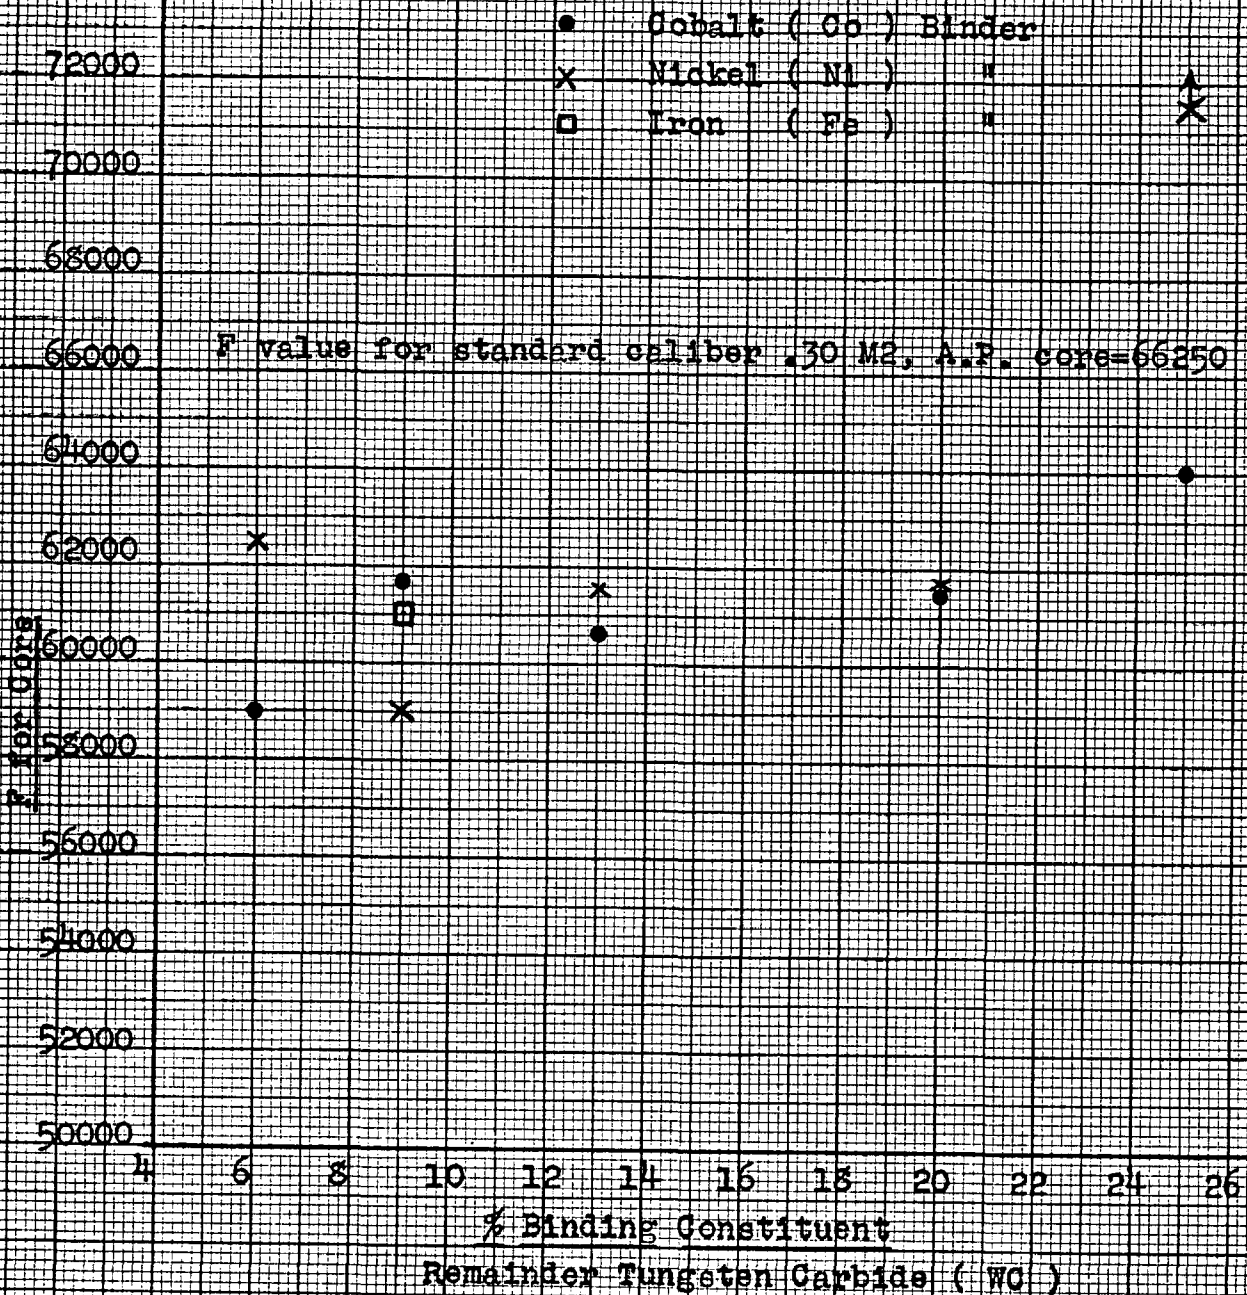 ● Cobalt ( Co ) Binder
72000
X Nickel ( Ni ) "
□ Iron ( Fe ) "
70000
68000
66000
F value for standard caliber .30 M2, A.P. core=66250
64000
62000
60000
58000
56000
54000
52000
50000
F for Core
4 6 8 10 12 14 16 18 20 22 24 26
% Binding Constituent
Remainder Tungsten Carbide ( WC )